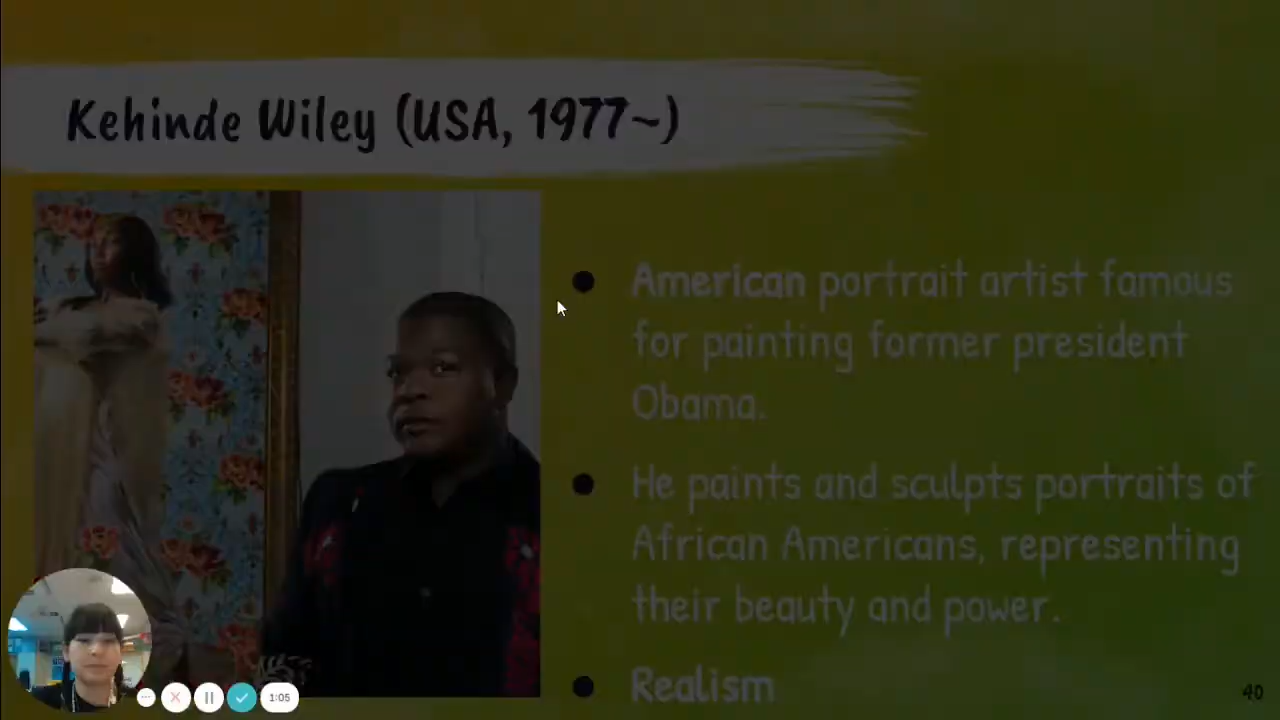 Kehinde Wiley (USA, 1977~)
American portrait artist famous
for painting former president
Obama.
He paints and sculpts portraits of
African Americans, representing
their beauty and power.
Realism
1:05
40